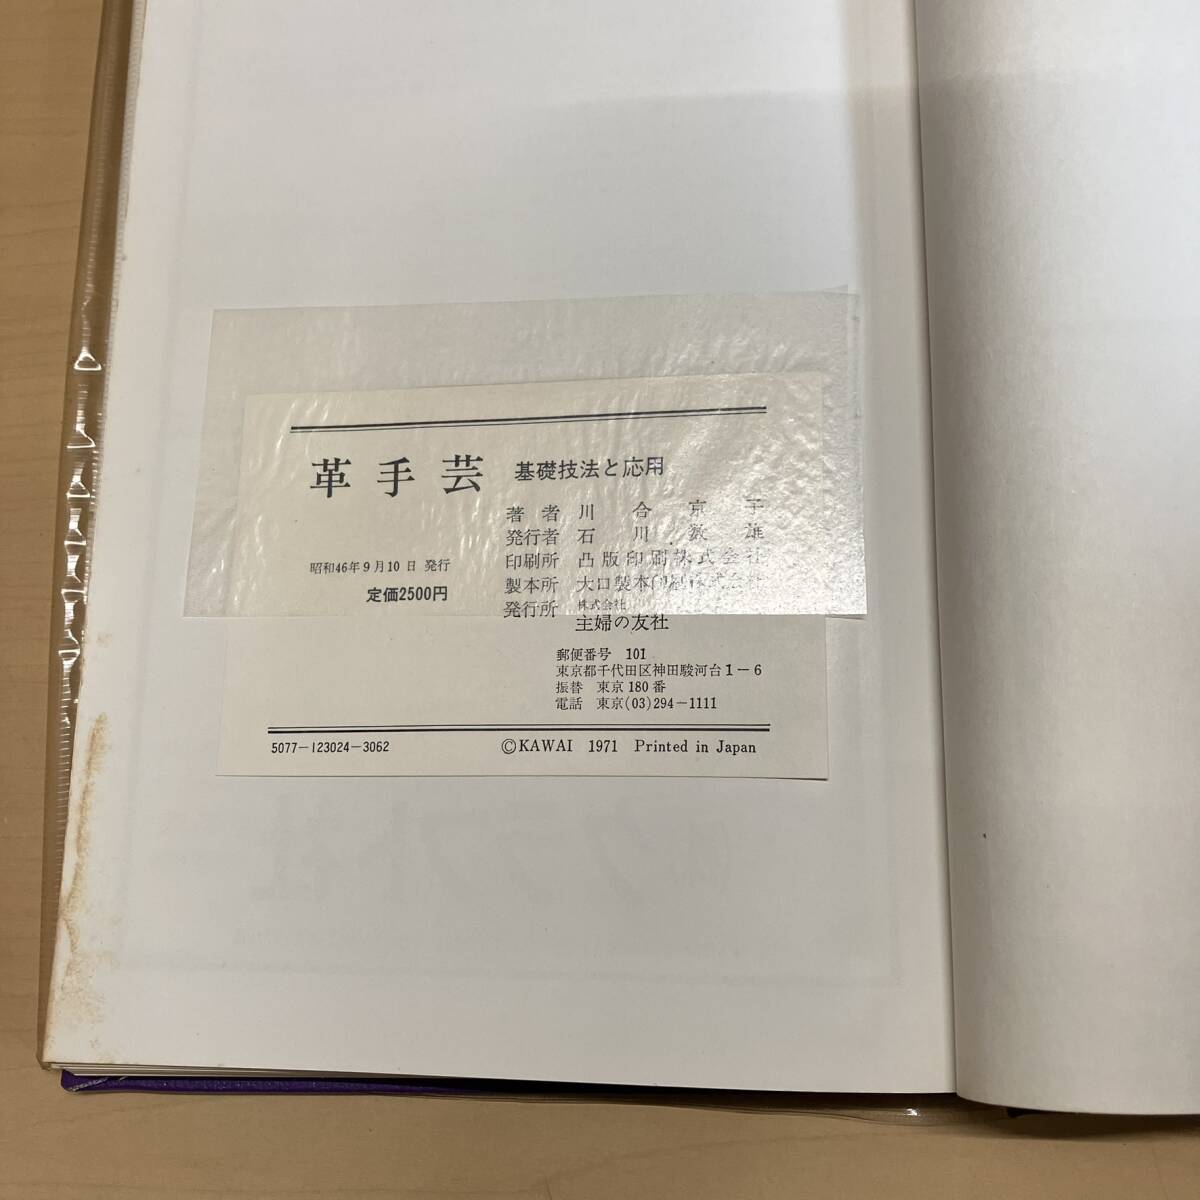 革手芸 基礎技法と応用
著者 川合京子
発行者 石川数雄
印刷所 凸版印刷株式会社
製本所 大口製本印刷株式会社
発行所 株式会社
主婦の友社
昭和46年9月10日 発行
定価2500円
郵便番号 101
東京都千代田区神田駿河台1−6
振替 東京180番
電話 東京(03)294−1111
5077−123024−3062 ©KAWAI 1971 Printed in Japan
クラフト社